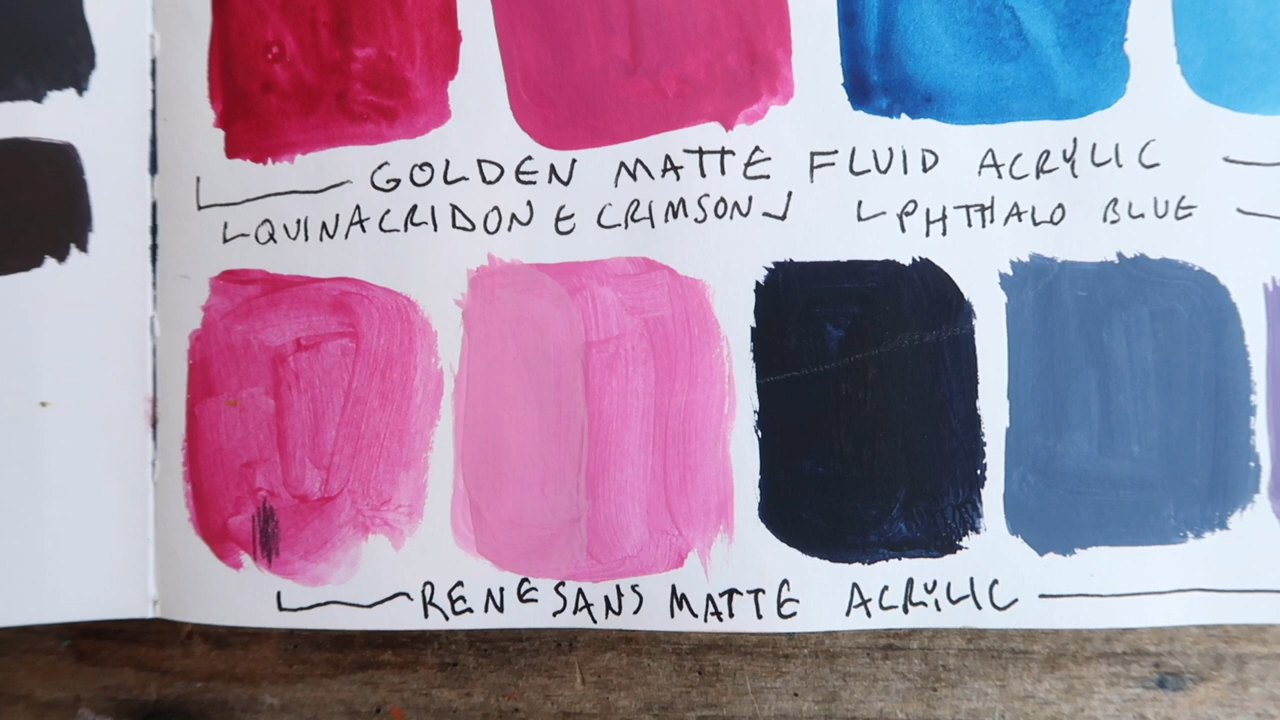 GOLDEN MATTE FLUID ACRYLIC
QUINACRIDONE CRIMSON PHTHALO BLUE
RENESANS MATTE ACRYLIC